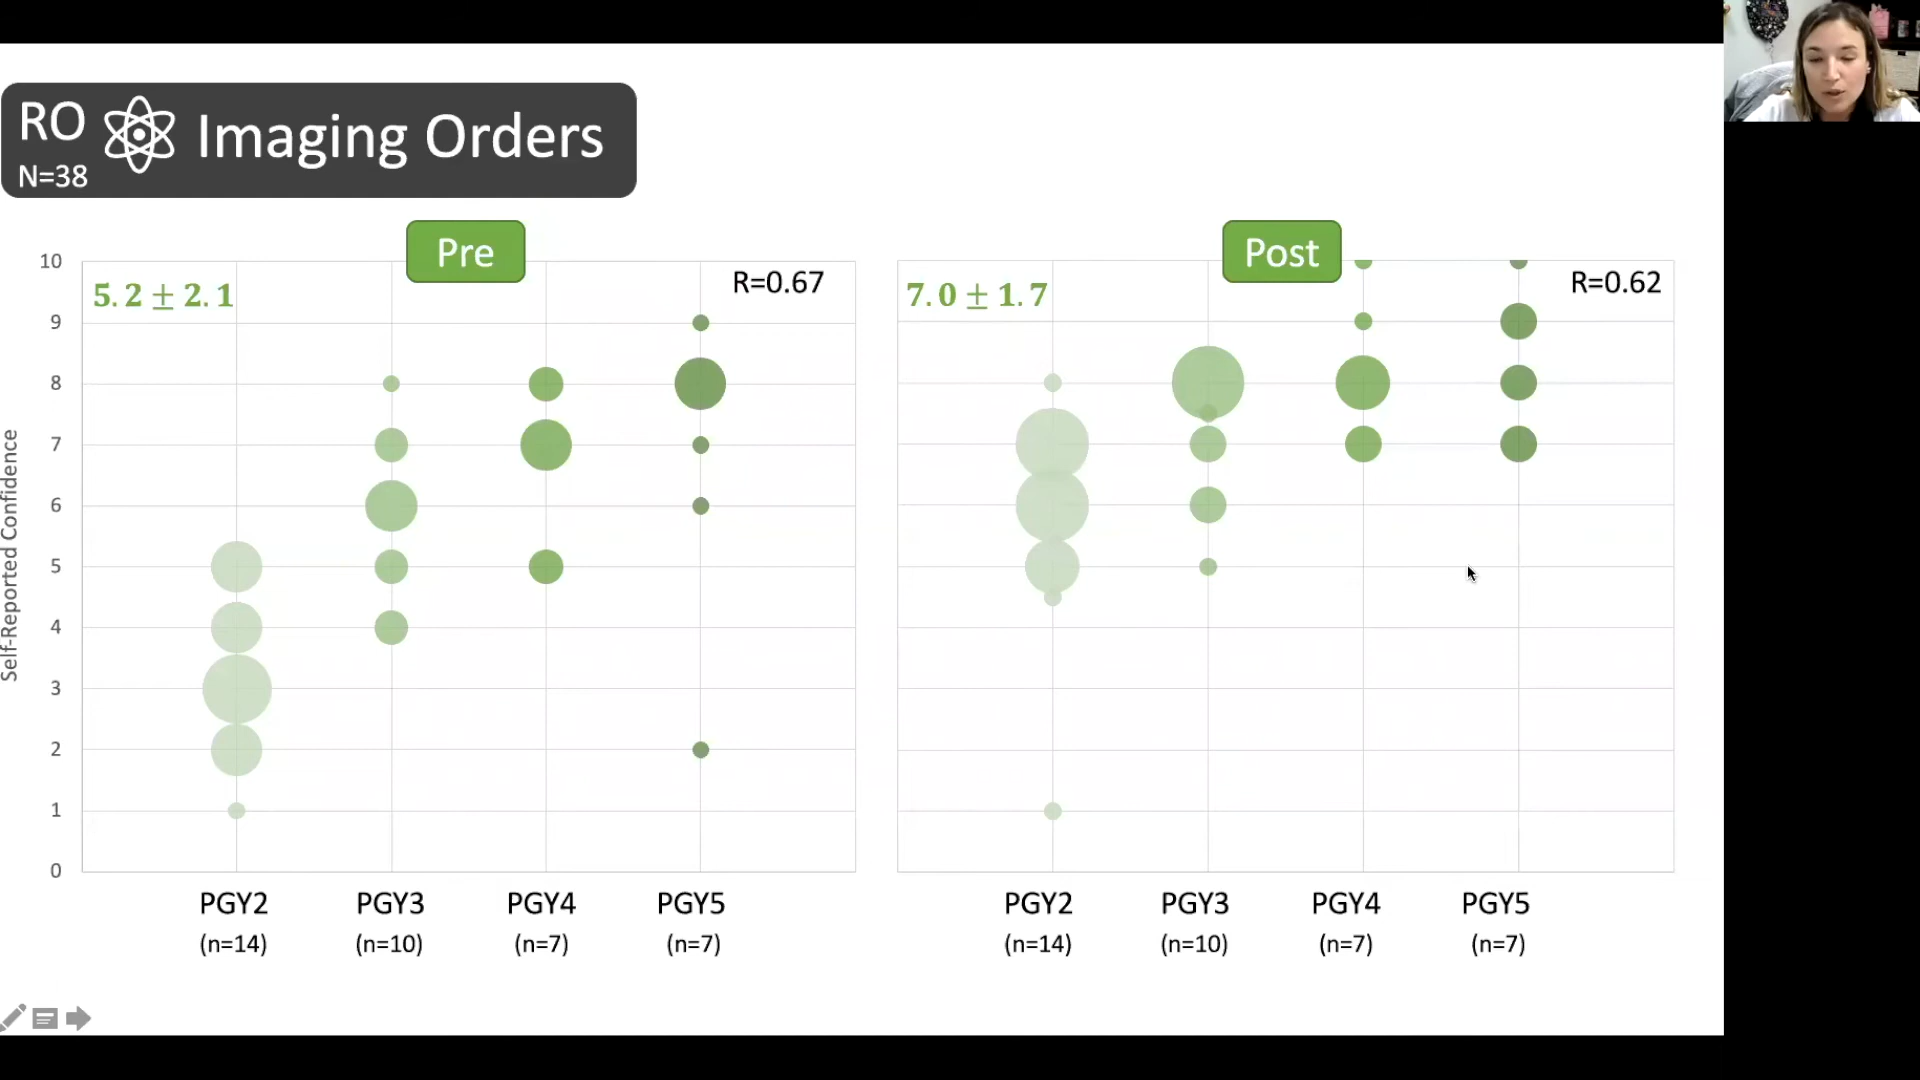 RO Imaging Orders
N=38
Pre
Post
5.2 ± 2.1
R=0.67
7.0 ± 1.7
R=0.62
Self-Reported Confidence
10
9
8
7
6
5
4
3
2
1
0
PGY2 PGY3 PGY4 PGY5
(n=14) (n=10) (n=7) (n=7)
PGY2 PGY3 PGY4 PGY5
(n=14) (n=10) (n=7) (n=7)